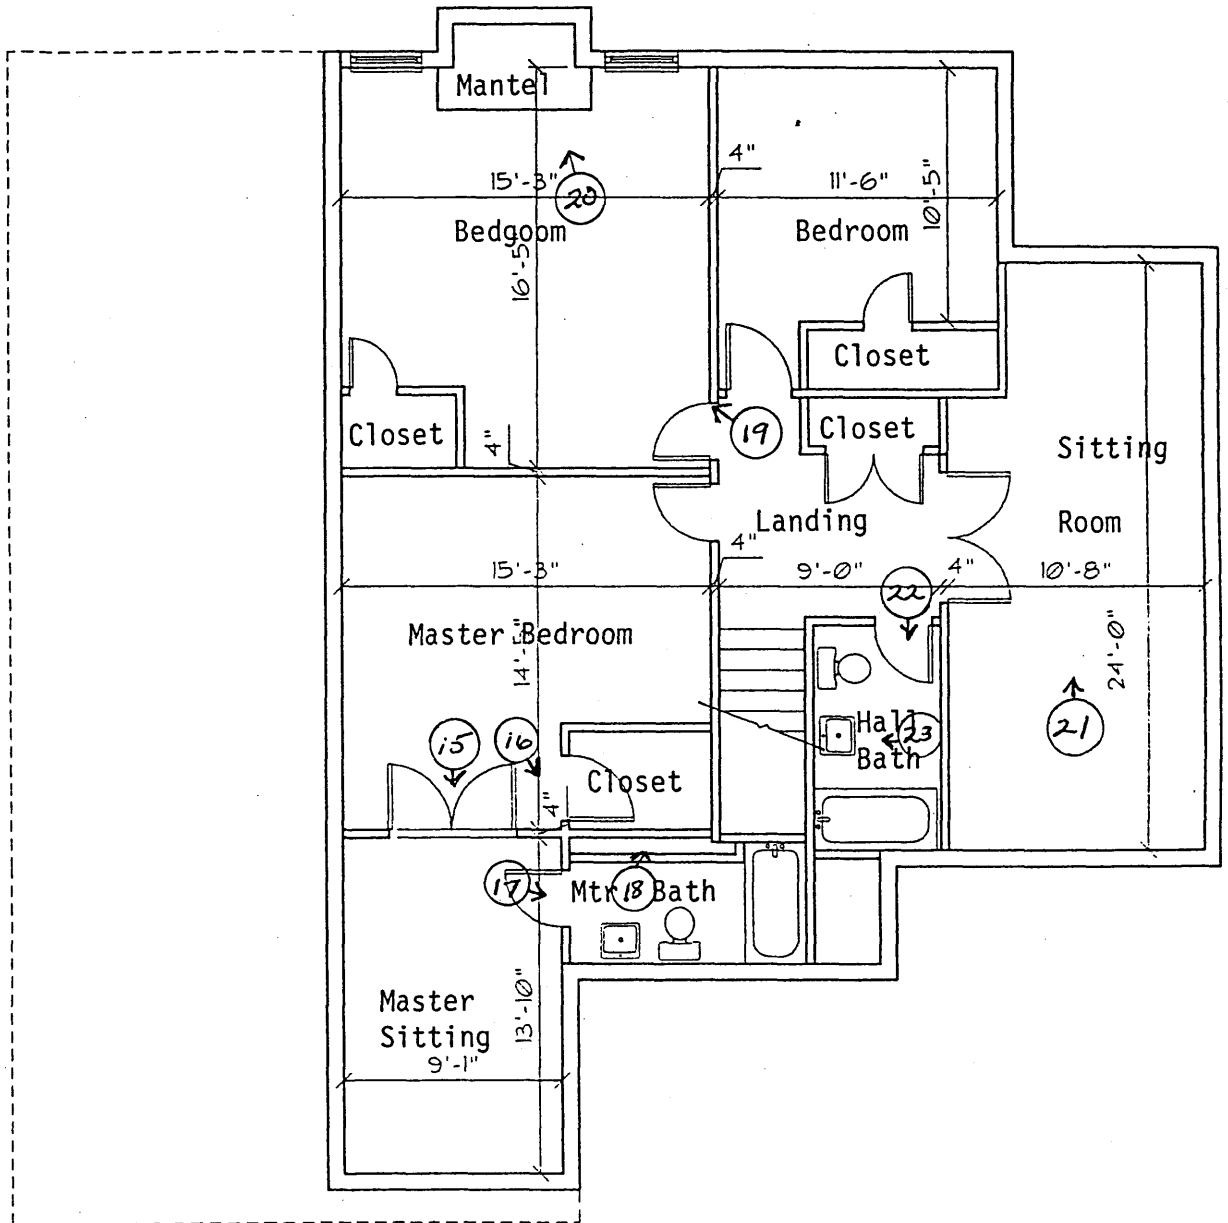 Mantel
4"
15'-3"
20
11'-6"
10'-5"
Bedgoom
Bedroom
16'-5"
Closet
Closet
4"
19
Closet
Sitting
Room
Landing
4"
15'-3"
9'-0"
4"
10'-8"
22
Master Bedroom
24'-0"
15
16
Hall
Bath
23
21
Closet
4"
17
18
Bath
Master
Sitting
13'-10"
9'-1"